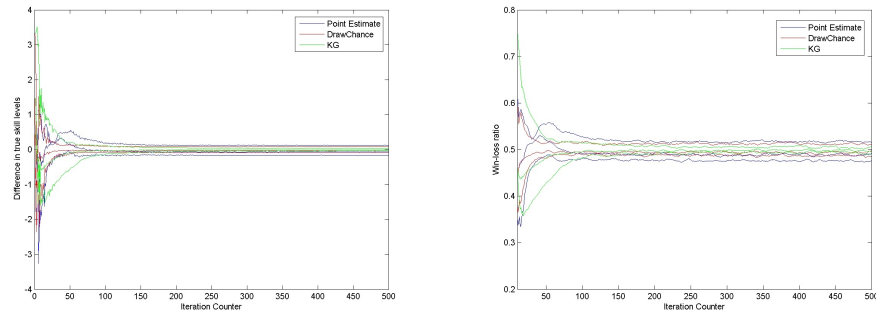 4
3
2
1
0
-1
-2
-3
-4
Difference in true skill levels
0 50 100 150 200 250 300 350 400 450 500
Iteration Counter
Point Estimate
DrawChance
KG
0.8
0.7
0.6
0.5
0.4
0.3
0.2
Win-loss ratio
50 100 150 200 250 300 350 400 450 500
Iteration Counter
Point Estimate
DrawChance
KG